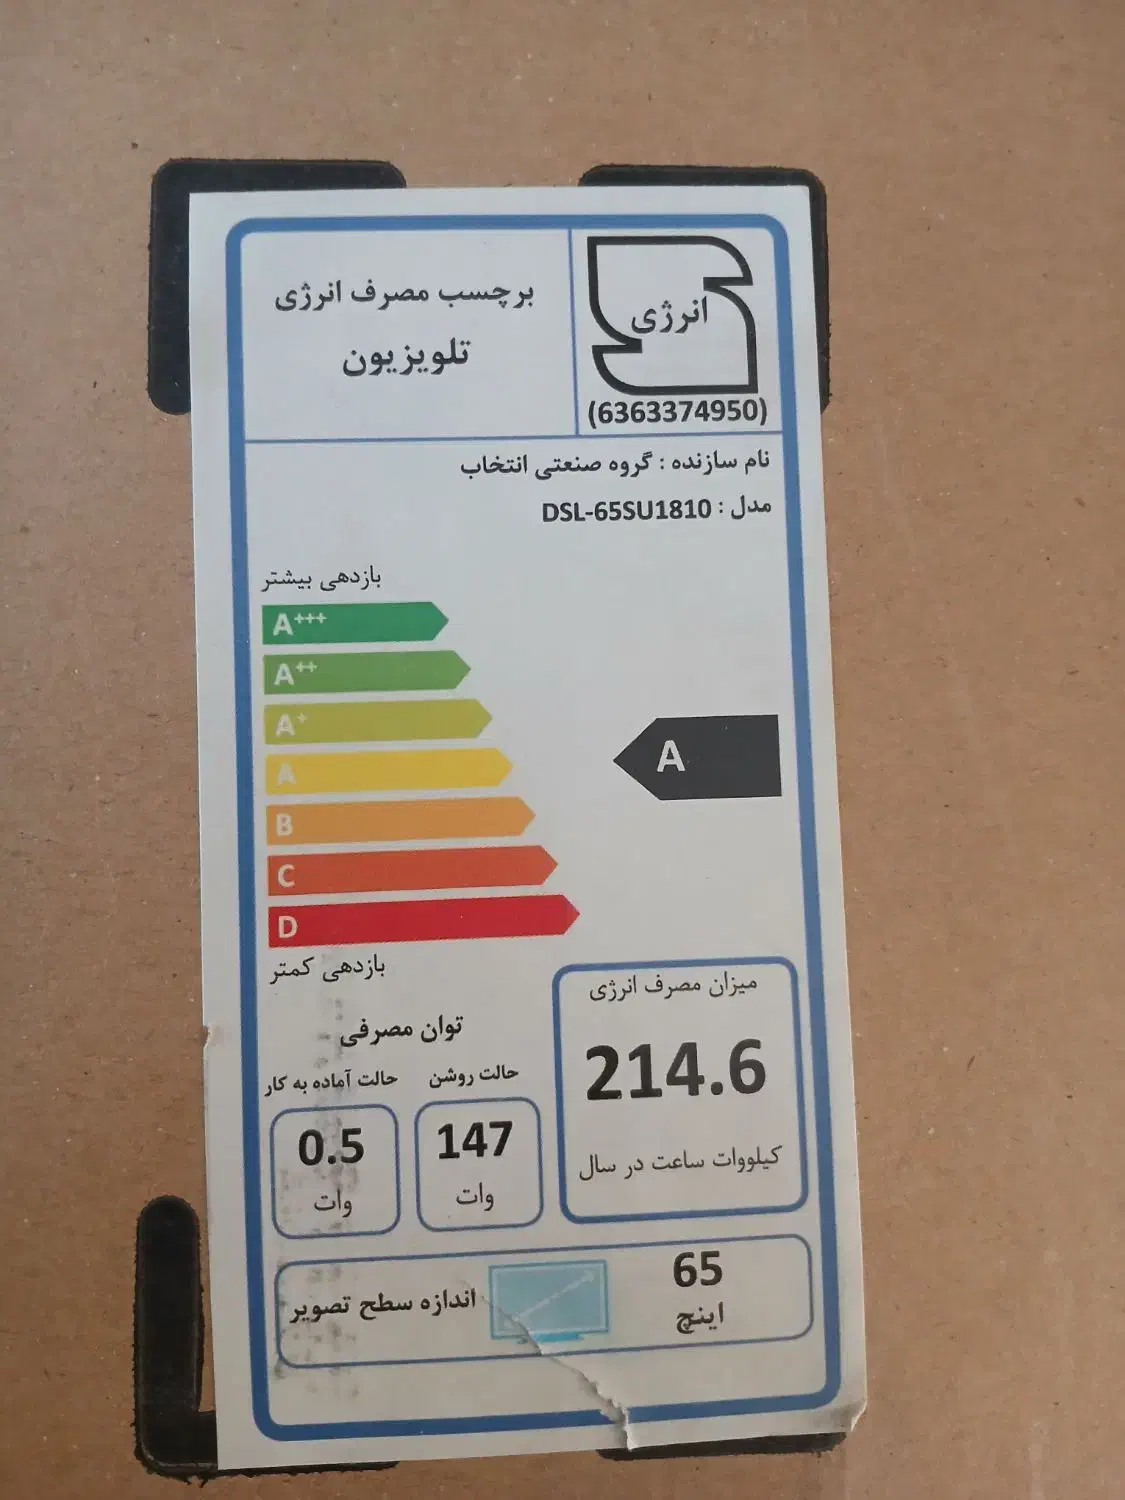 انرژی
(6363374950)
برچسب مصرف انرژی
تلویزیون
نام سازنده : گروه صنعتی انتخاب
مدل : DSL-65SU1810
بازدهی بیشتر
A+++
A++
A+
A
A
B
C
D
بازدهی کمتر
میزان مصرف انرژی
214.6
کیلووات ساعت در سال
توان مصرفی
حالت روشن
147
وات
حالت آماده به کار
0.5
وات
65
اینچ
اندازه سطح تصویر